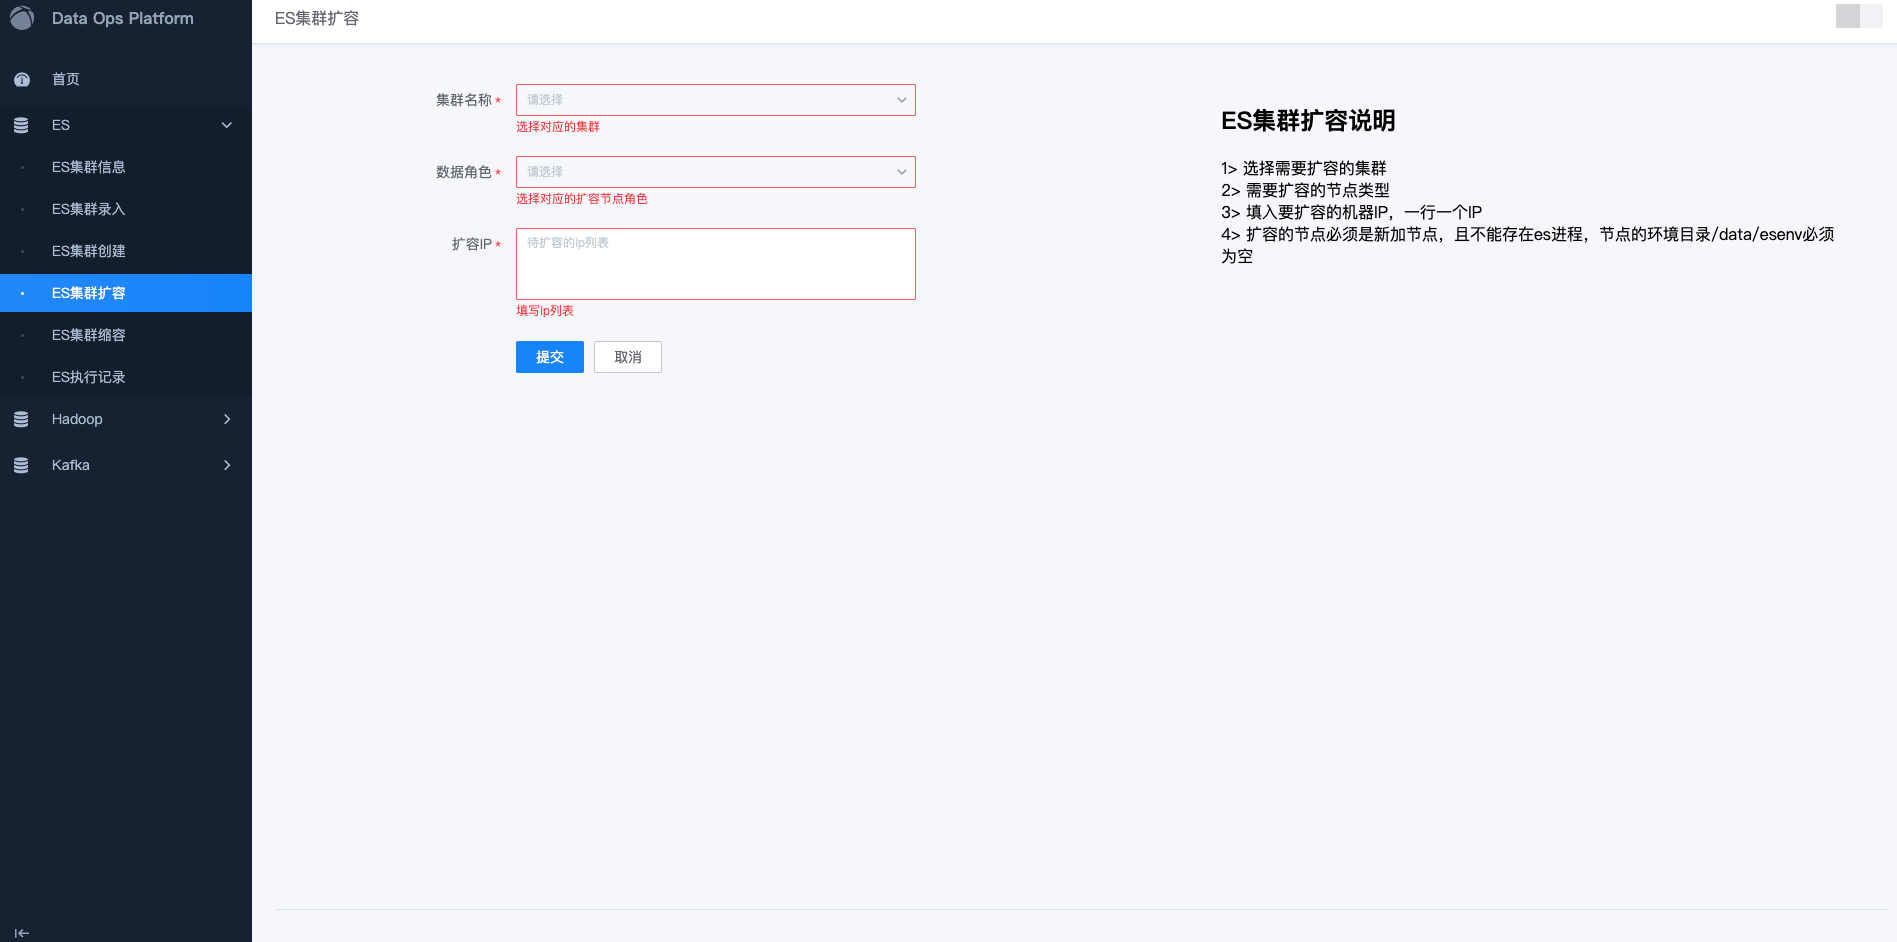 Data Ops Platform
ES集群扩容
首页
ES
ES集群信息
ES集群录入
ES集群创建
ES集群扩容
ES集群缩容
ES执行记录
Hadoop
Kafka
集群名称*
请选择
选择对应的集群
数据角色*
请选择
选择对应的扩容节点角色
扩容IP*
待扩容的ip列表
填写ip列表
提交
取消
ES集群扩容说明
1> 选择需要扩容的集群
2> 需要扩容的节点类型
3> 填入要扩容的机器IP，一行一个IP
4> 扩容的节点必须是新加节点，且不能存在es进程，节点的环境目录/data/esenv必须
为空